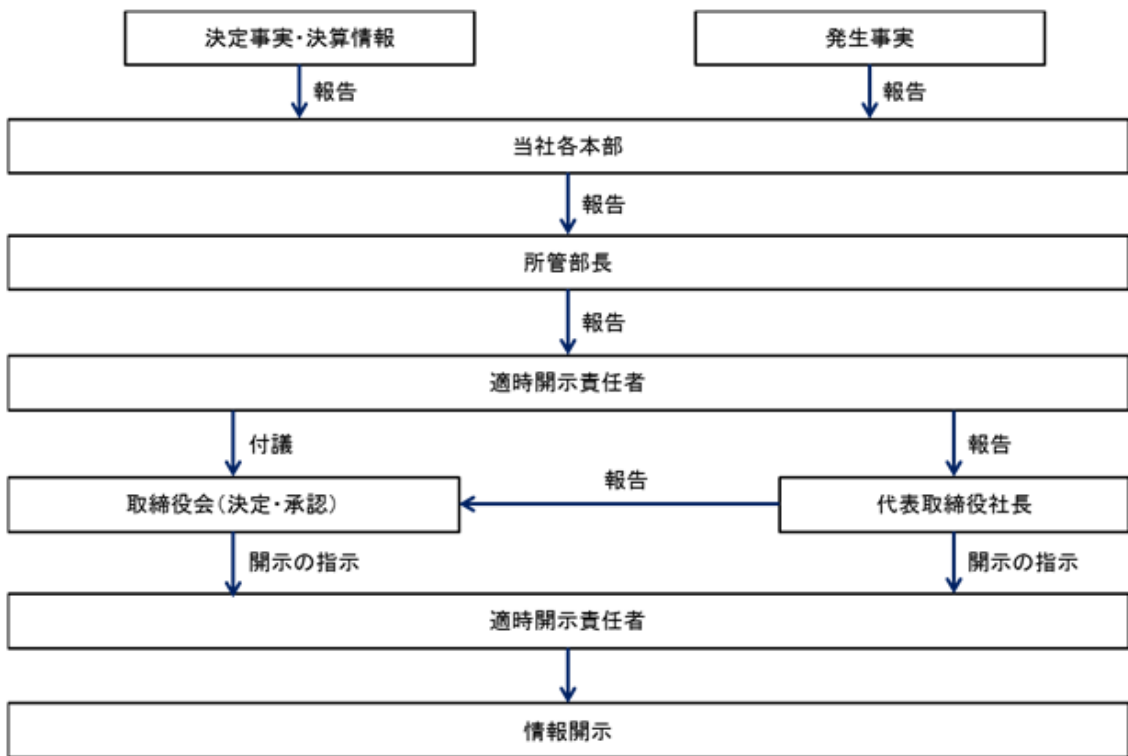 決定事実・決算情報
発生事実
報告
報告
当社各本部
報告
所管部長
報告
適時開示責任者
付議
報告
報告
取締役会(決定・承認)
代表取締役社長
開示の指示
開示の指示
適時開示責任者
情報開示